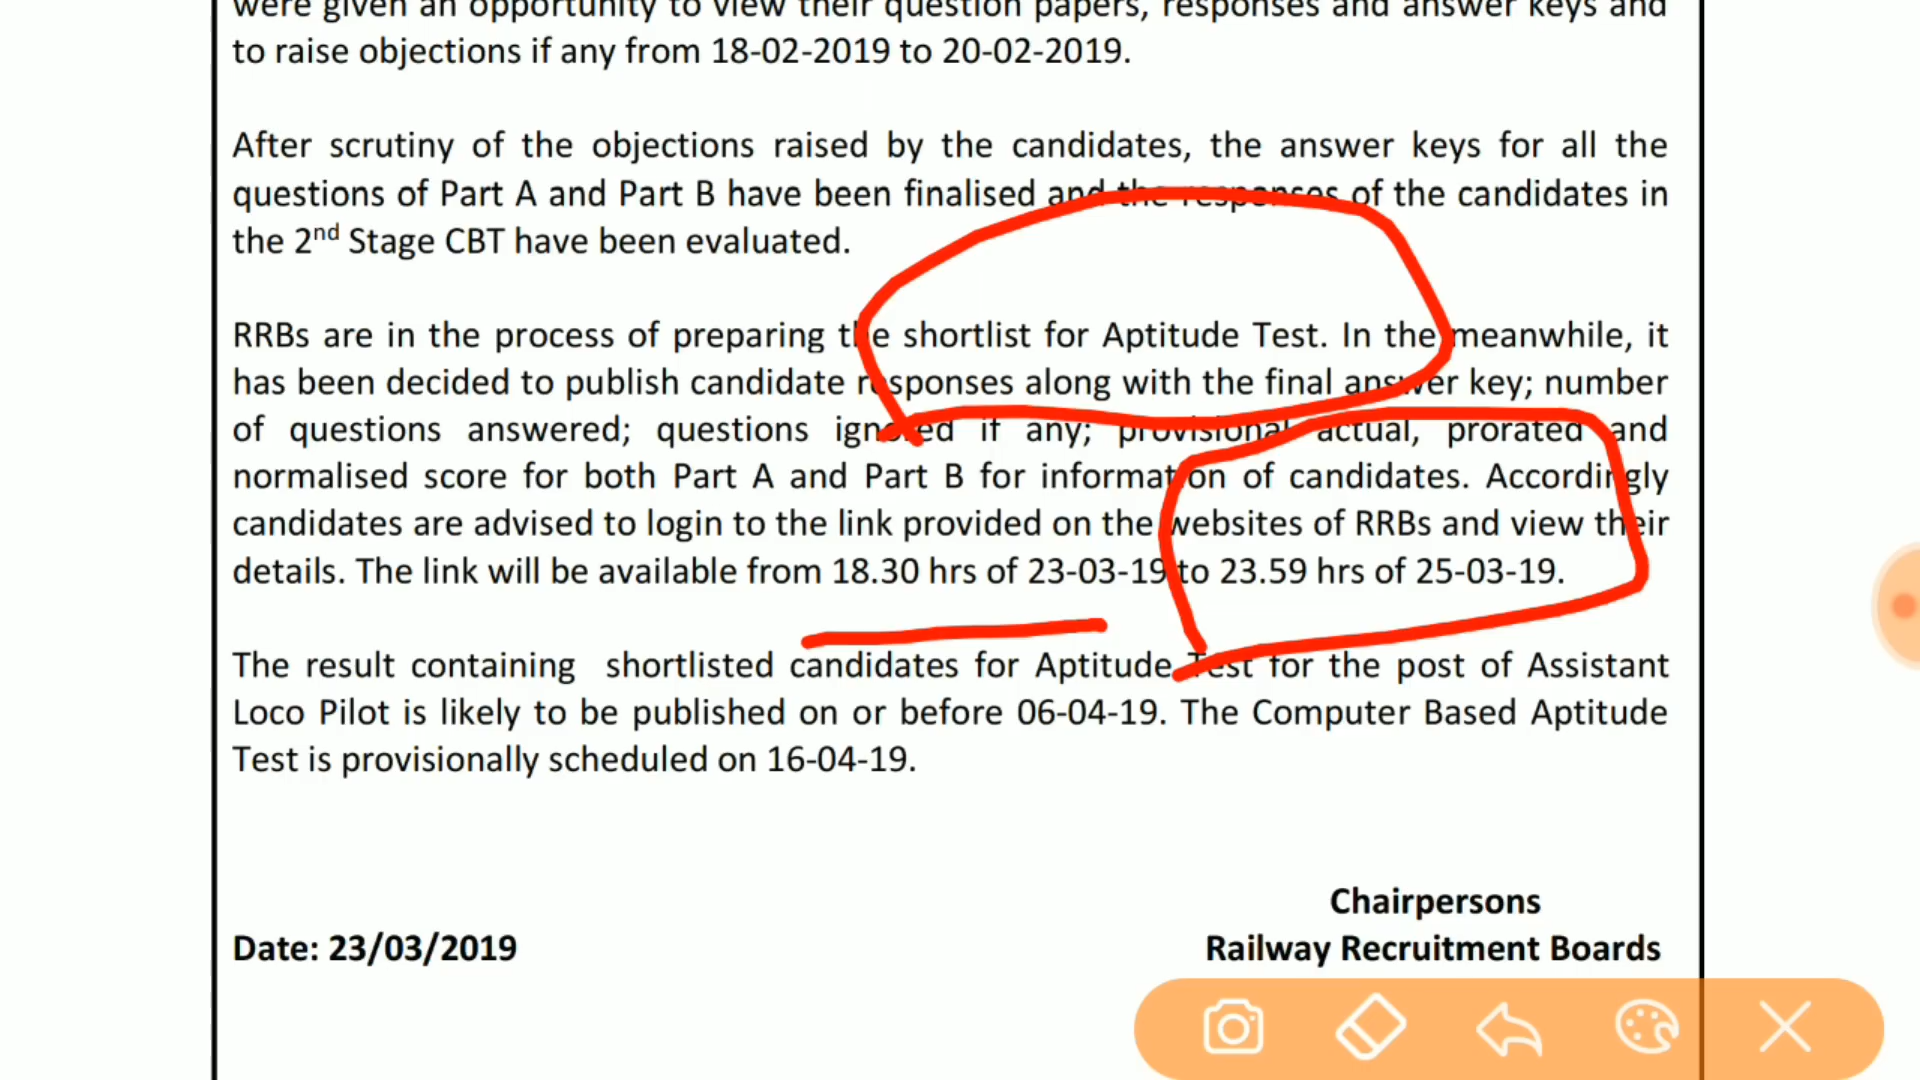 were given an opportunity to view their question papers, responses and answer keys and
to raise objections if any from 18-02-2019 to 20-02-2019.
After scrutiny of the objections raised by the candidates, the answer keys for all the
questions of Part A and Part B have been finalised and the responses of the candidates in
the 2nd Stage CBT have been evaluated.
RRBs are in the process of preparing the shortlist for Aptitude Test. In the meanwhile, it
has been decided to publish candidate responses along with the final answer key; number
of questions answered; questions ignored if any; provisional actual, prorated and
normalised score for both Part A and Part B for information of candidates. Accordingly
candidates are advised to login to the link provided on the websites of RRBs and view their
details. The link will be available from 18.30 hrs of 23-03-19 to 23.59 hrs of 25-03-19.
The result containing shortlisted candidates for Aptitude Test for the post of Assistant
Loco Pilot is likely to be published on or before 06-04-19. The Computer Based Aptitude
Test is provisionally scheduled on 16-04-19.
Chairpersons
Date: 23/03/2019 Railway Recruitment Boards